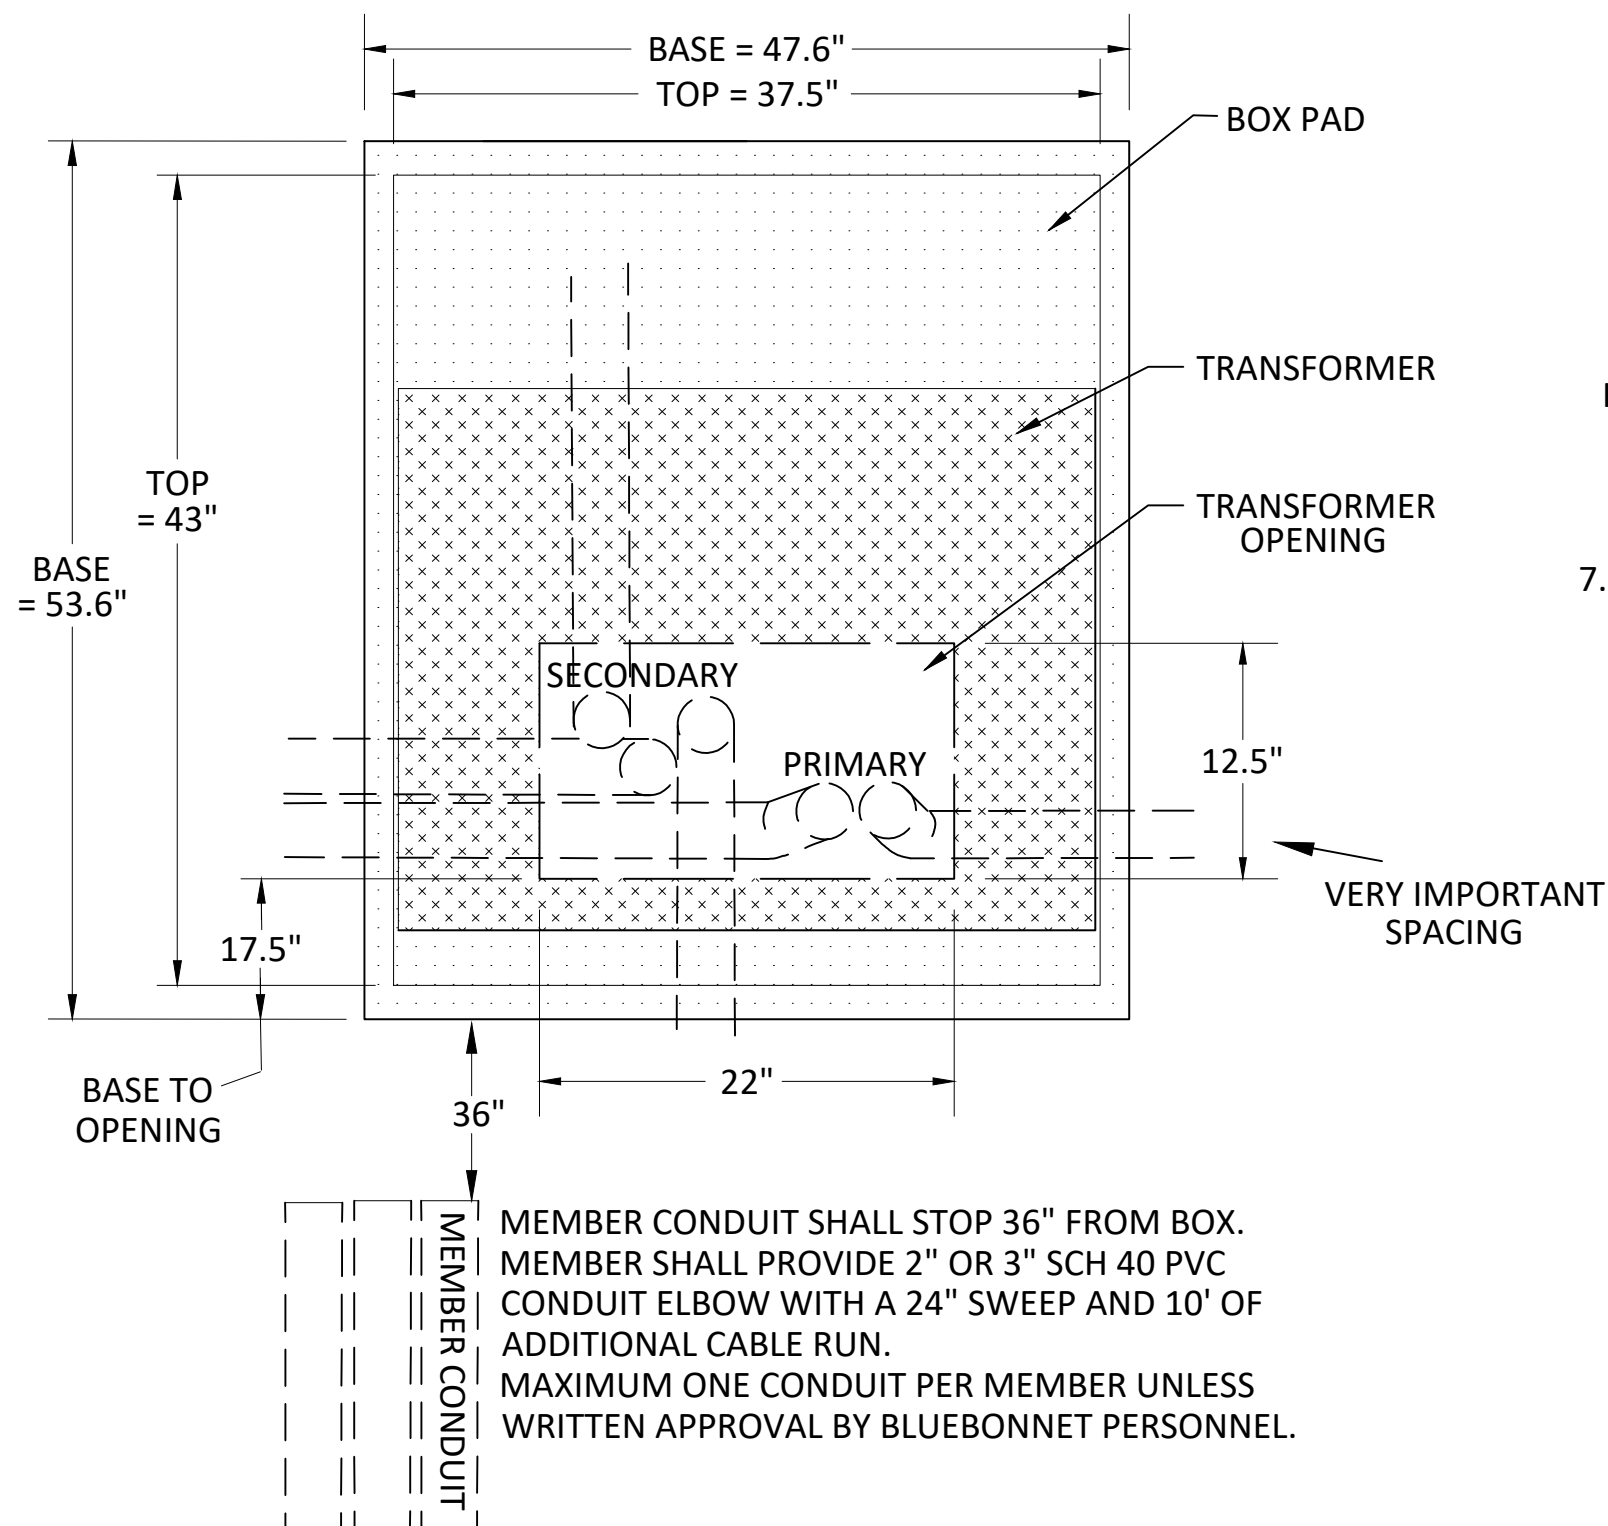 BASE = 47.6"
TOP = 37.5"
BOX PAD
TRANSFORMER
TOP
= 43"
TRANSFORMER
OPENING
BASE
= 53.6"
7.
SECONDARY
PRIMARY
12.5"
VERY IMPORTANT
SPACING
17.5"
BASE TO
OPENING
22"
36"
MEMBER CONDUIT
MEMBER CONDUIT SHALL STOP 36" FROM BOX.
MEMBER SHALL PROVIDE 2" OR 3" SCH 40 PVC
CONDUIT ELBOW WITH A 24" SWEEP AND 10' OF
ADDITIONAL CABLE RUN.
MAXIMUM ONE CONDUIT PER MEMBER UNLESS
WRITTEN APPROVAL BY BLUEBONNET PERSONNEL.